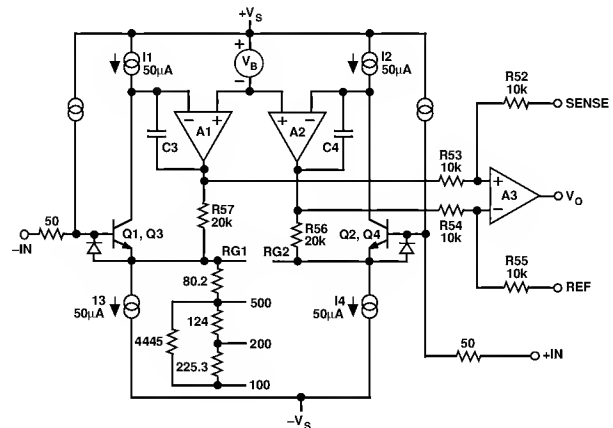 +VS
I1
50µA
+
VB
−
I2
50µA
−
+
A1
+
−
A2
C3
C4
R52
10k
SENSE
R53
10k
+
A3
−
VO
R57
20k
R56
20k
R54
10k
50
−IN
Q1, Q3
RG1
RG2
Q2, Q4
R55
10k
REF
80.2
13
50µA
500
I4
50µA
4445
124
200
225.3
100
50
+IN
−VS